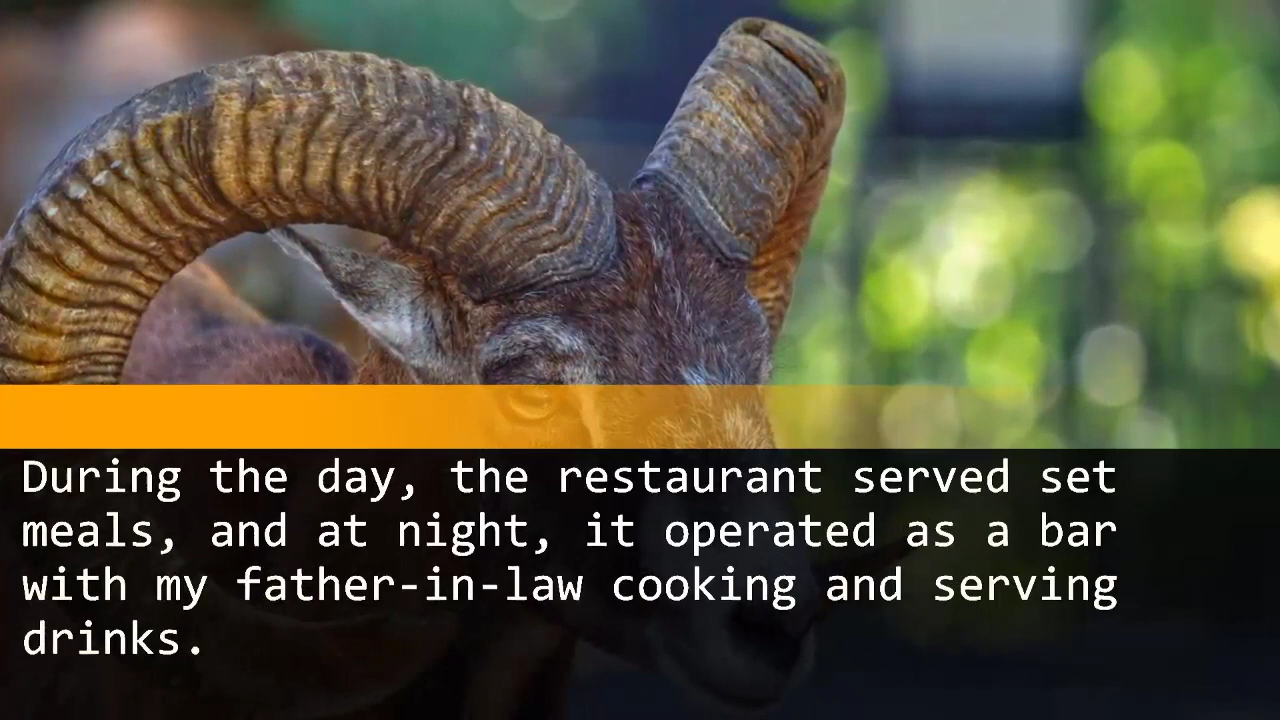 During the day, the restaurant served set
meals, and at night, it operated as a bar
with my father-in-law cooking and serving
drinks.